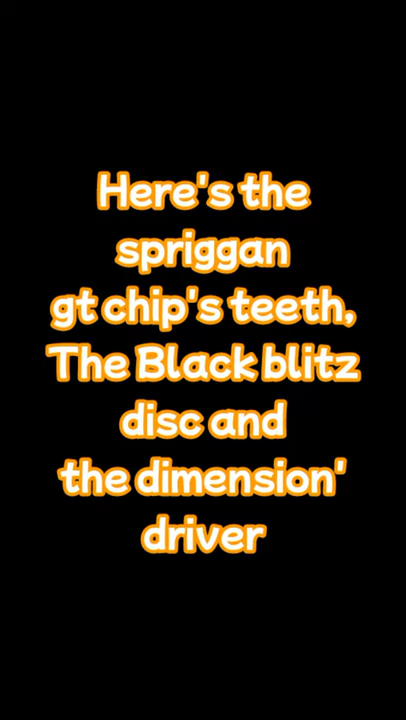 Here's the
spriggan
gt chip's teeth,
The Black blitz
disc and
the dimension'
driver